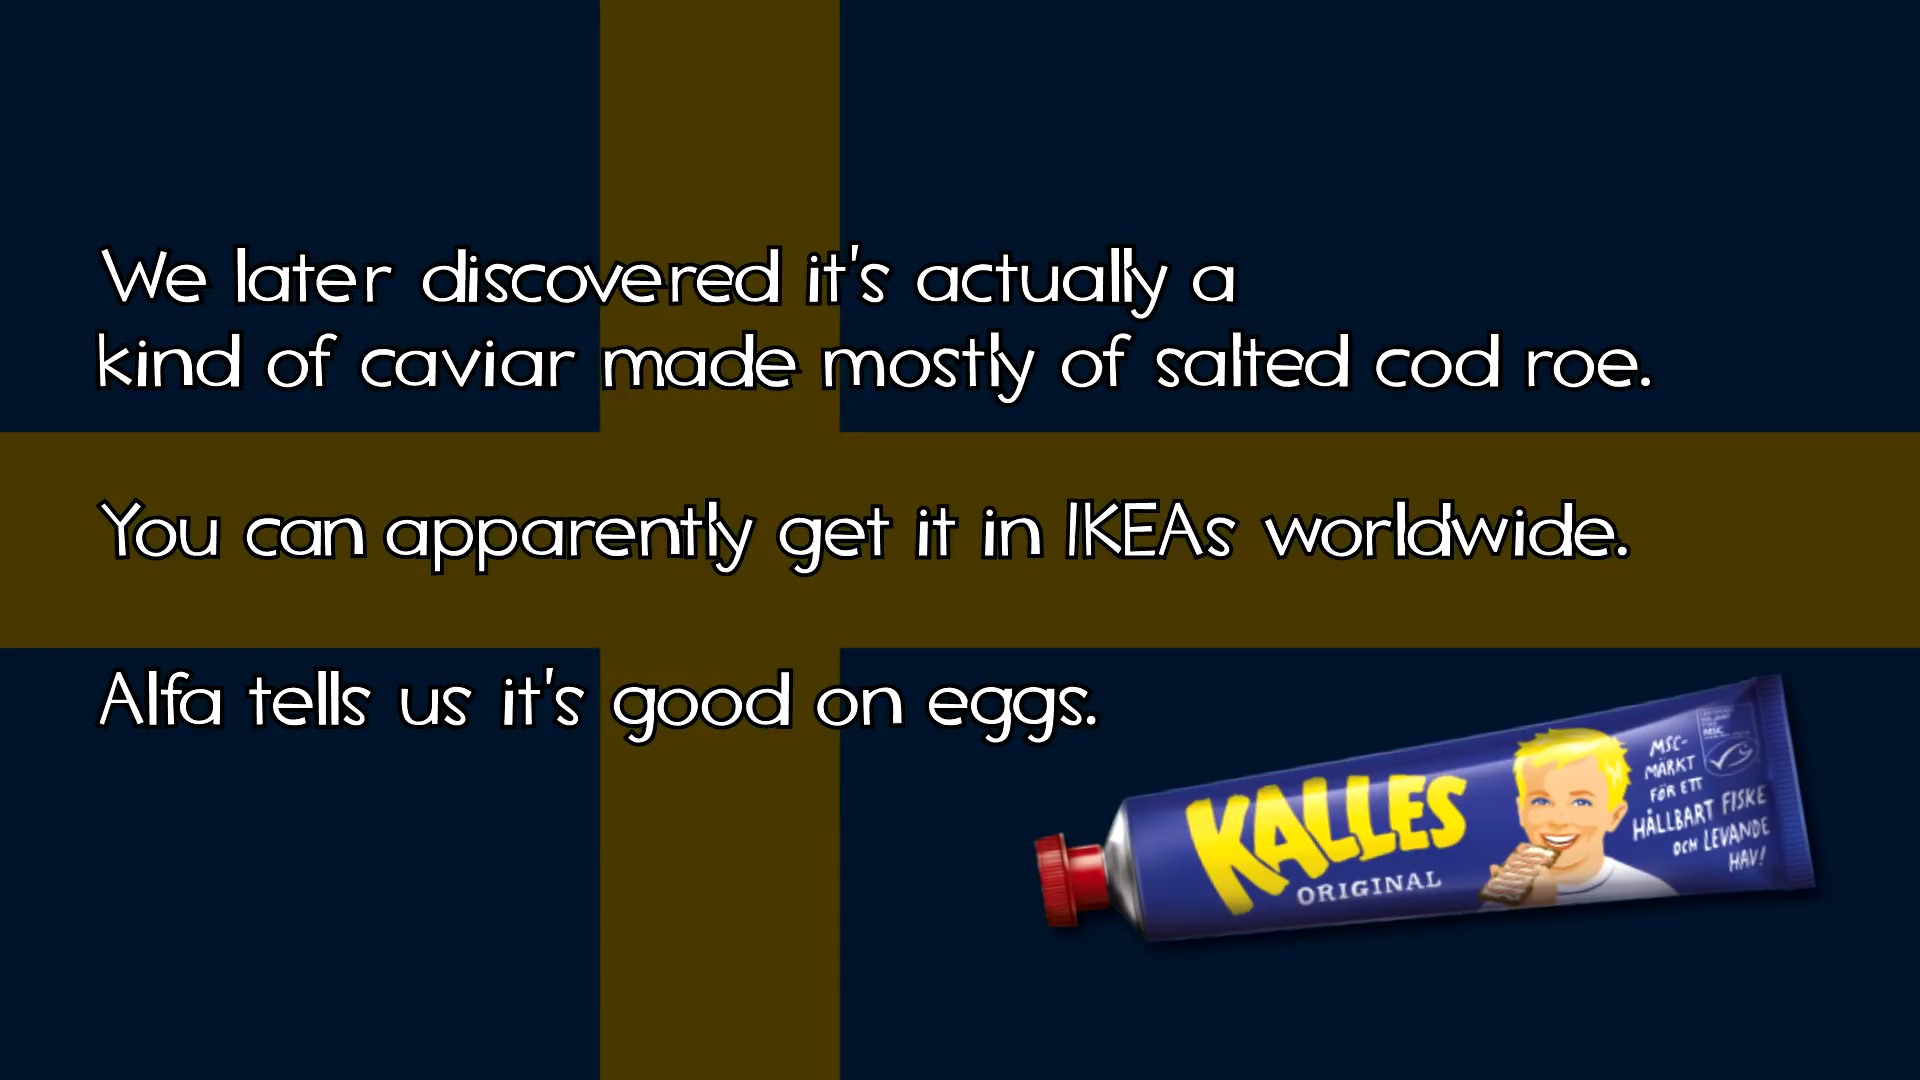 We later discovered it's actually a
kind of caviar made mostly of salted cod roe.
You can apparently get it in IKEAs worldwide.
Alfa tells us it's good on eggs.
KALLES
ORIGINAL
MSC-
MÄRKT
FÖR ETT
HÅLLBART FISKE
OCH LEVANDE
HAV!
MSC